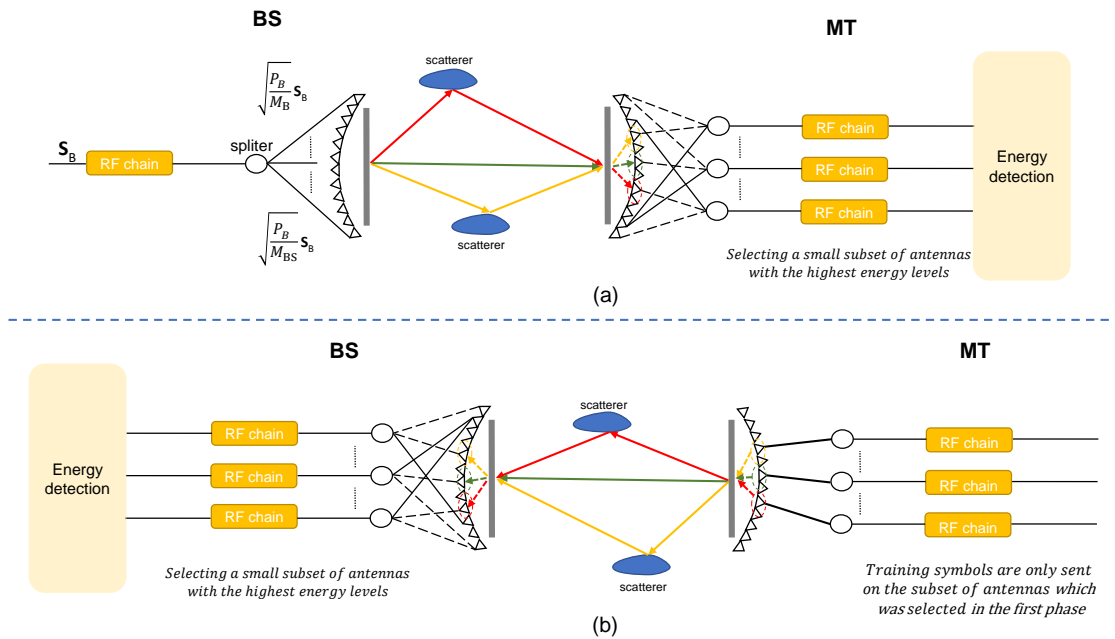 BS
MT
scatterer
√P_B/M_B S_B
S_B
RF chain
spliter
√P_B/M_BS S_B
scatterer
RF chain
RF chain
RF chain
Energy
detection
Selecting a small subset of antennas
with the highest energy levels
(a)
BS
MT
Energy
detection
RF chain
RF chain
RF chain
scatterer
scatterer
RF chain
RF chain
RF chain
Selecting a small subset of antennas
with the highest energy levels
Training symbols are only sent
on the subset of antennas which
was selected in the first phase
(b)